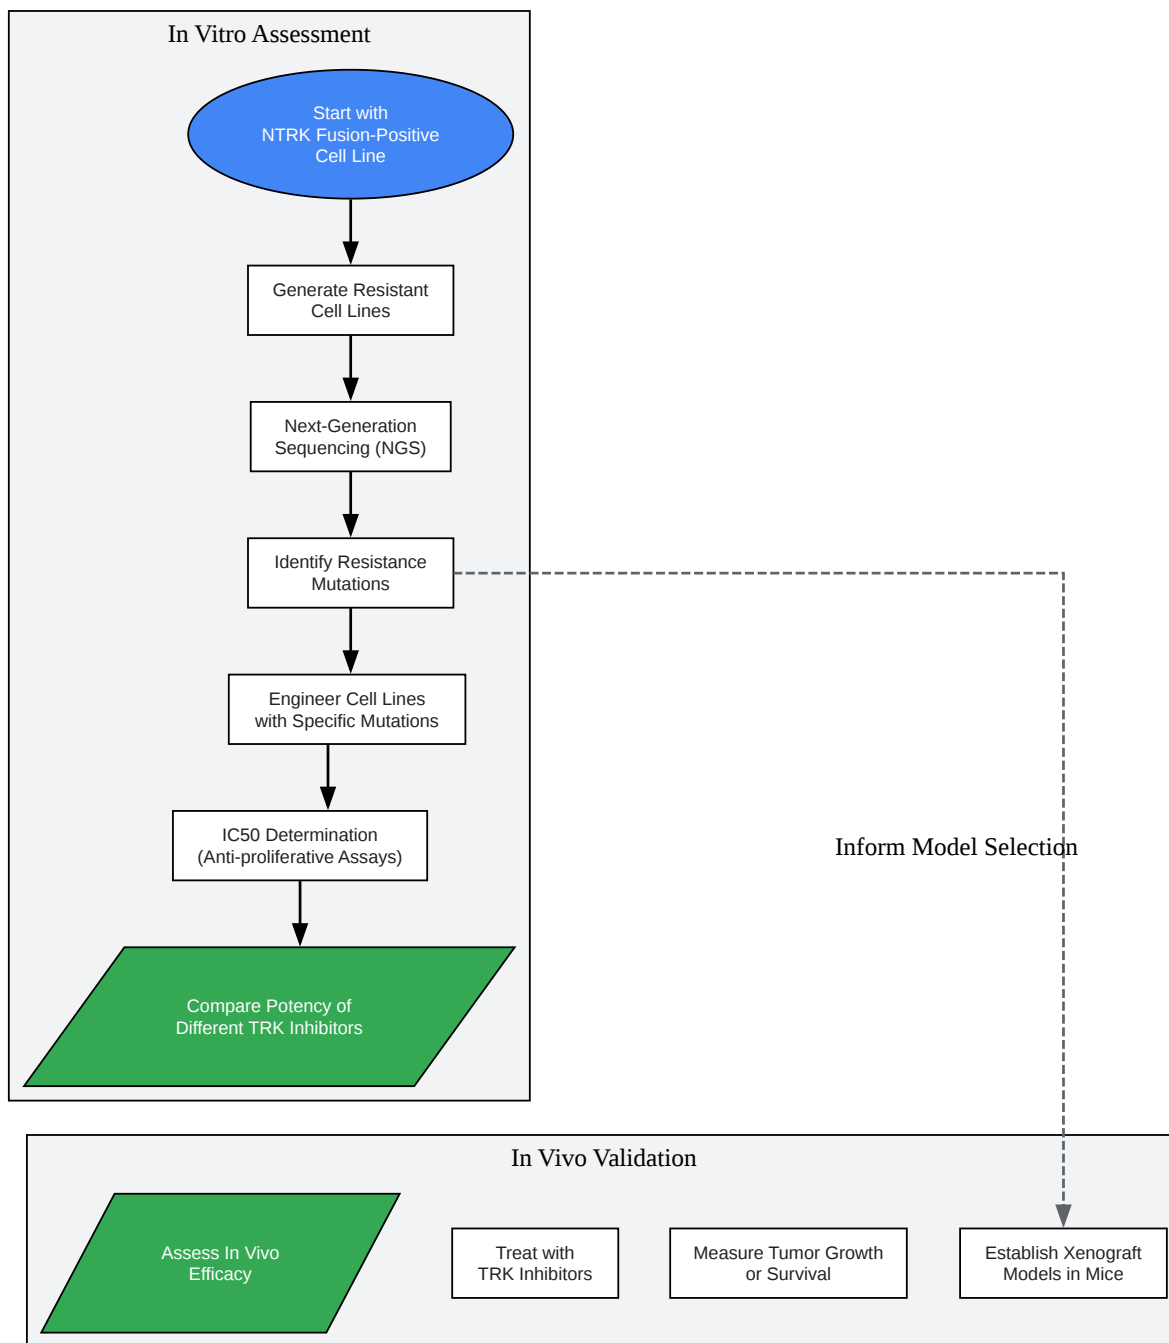 In Vitro Assessment
Start with
NTRK Fusion-Positive
Cell Line
Generate Resistant
Cell Lines
Next-Generation
Sequencing (NGS)
Identify Resistance
Mutations
Engineer Cell Lines
with Specific Mutations
IC50 Determination
(Anti-proliferative Assays)
Inform Model Selection
Compare Potency of
Different TRK Inhibitors
In Vivo Validation
Assess In Vivo
Efficacy
Treat with
TRK Inhibitors
Measure Tumor Growth
or Survival
Establish Xenograft
Models in Mice